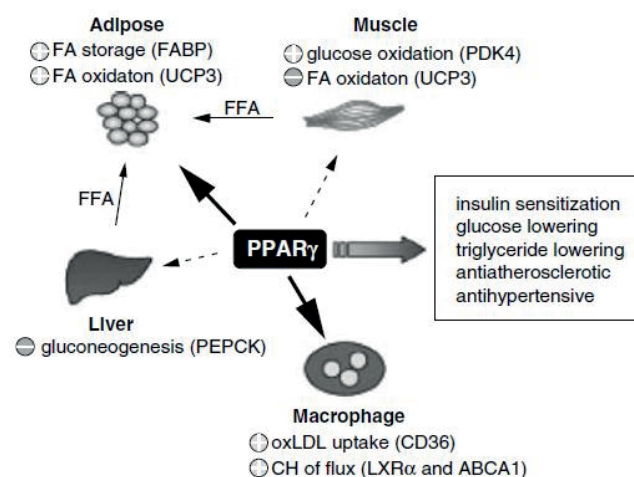 Adipose
FA storage (FABP)
FA oxidaton (UCP3)
Muscle
glucose oxidation (PDK4)
FA oxidaton (UCP3)
FFA
FFA
PPARγ
insulin sensitization
glucose lowering
triglyceride lowering
antiatherosclerotic
antihypertensive
Liver
gluconeogenesis (PEPCK)
Macrophage
oxLDL uptake (CD36)
CH of flux (LXRα and ABCA1)